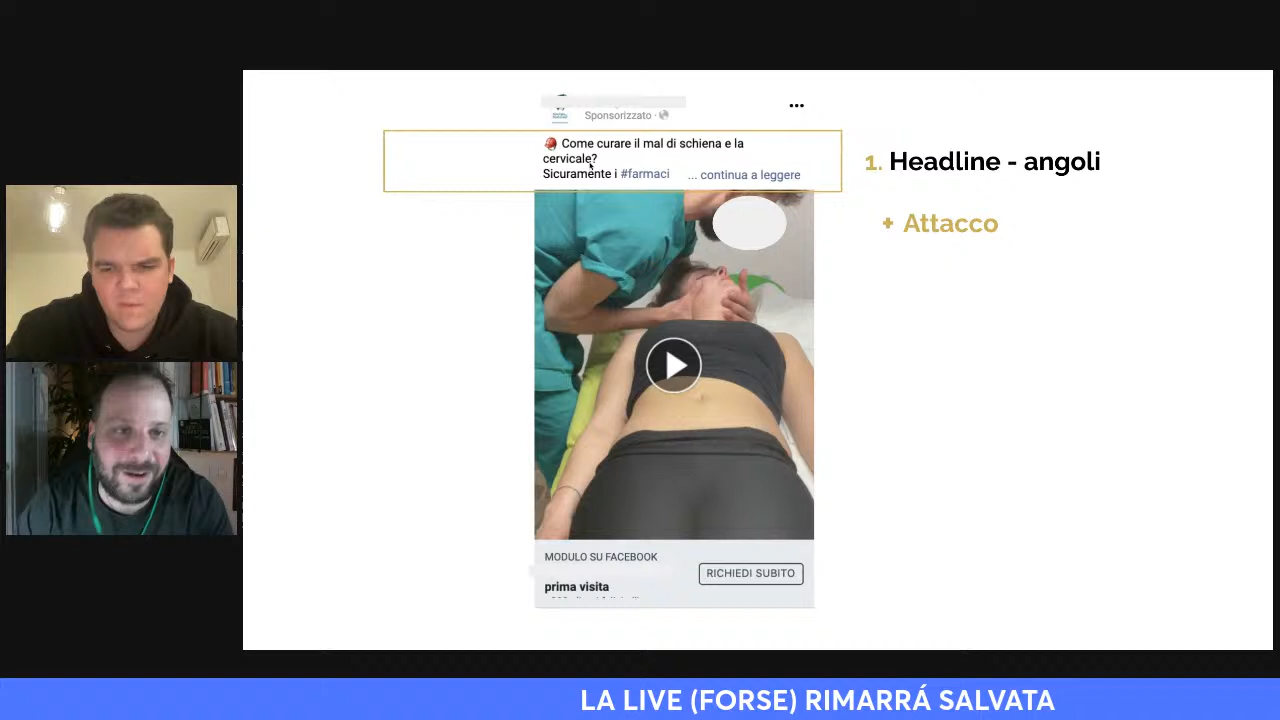 Sponsorizzato ·
Come curare il mal di schiena e la
cervicale?
Sicuramente i #farmaci ... continua a leggere
1. Headline - angoli
+ Attacco
MODULO SU FACEBOOK
prima visita
RICHIEDI SUBITO
LA LIVE (FORSE) RIMARRÁ SALVATA